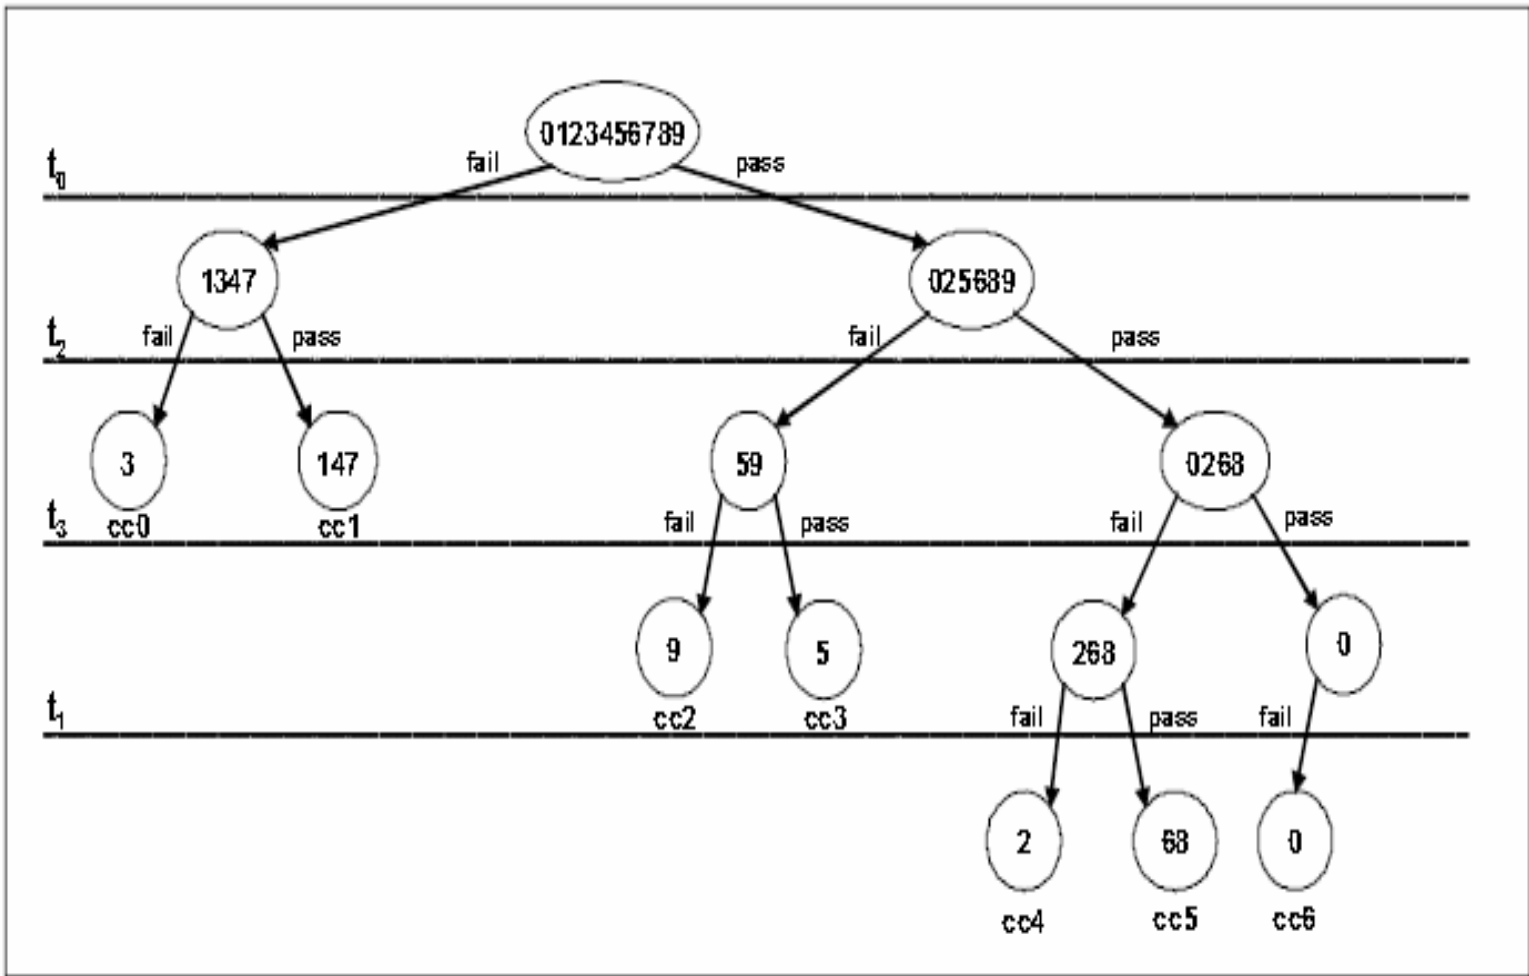 0123456789
fail pass
t0
1347 025689
fail pass fail pass
t2
3 147 59 0268
cc0 cc1 fail pass fail pass
t3
9 5 268 0
cc2 cc3 fail pass fail
t1
2 68 0
cc4 cc5 cc6